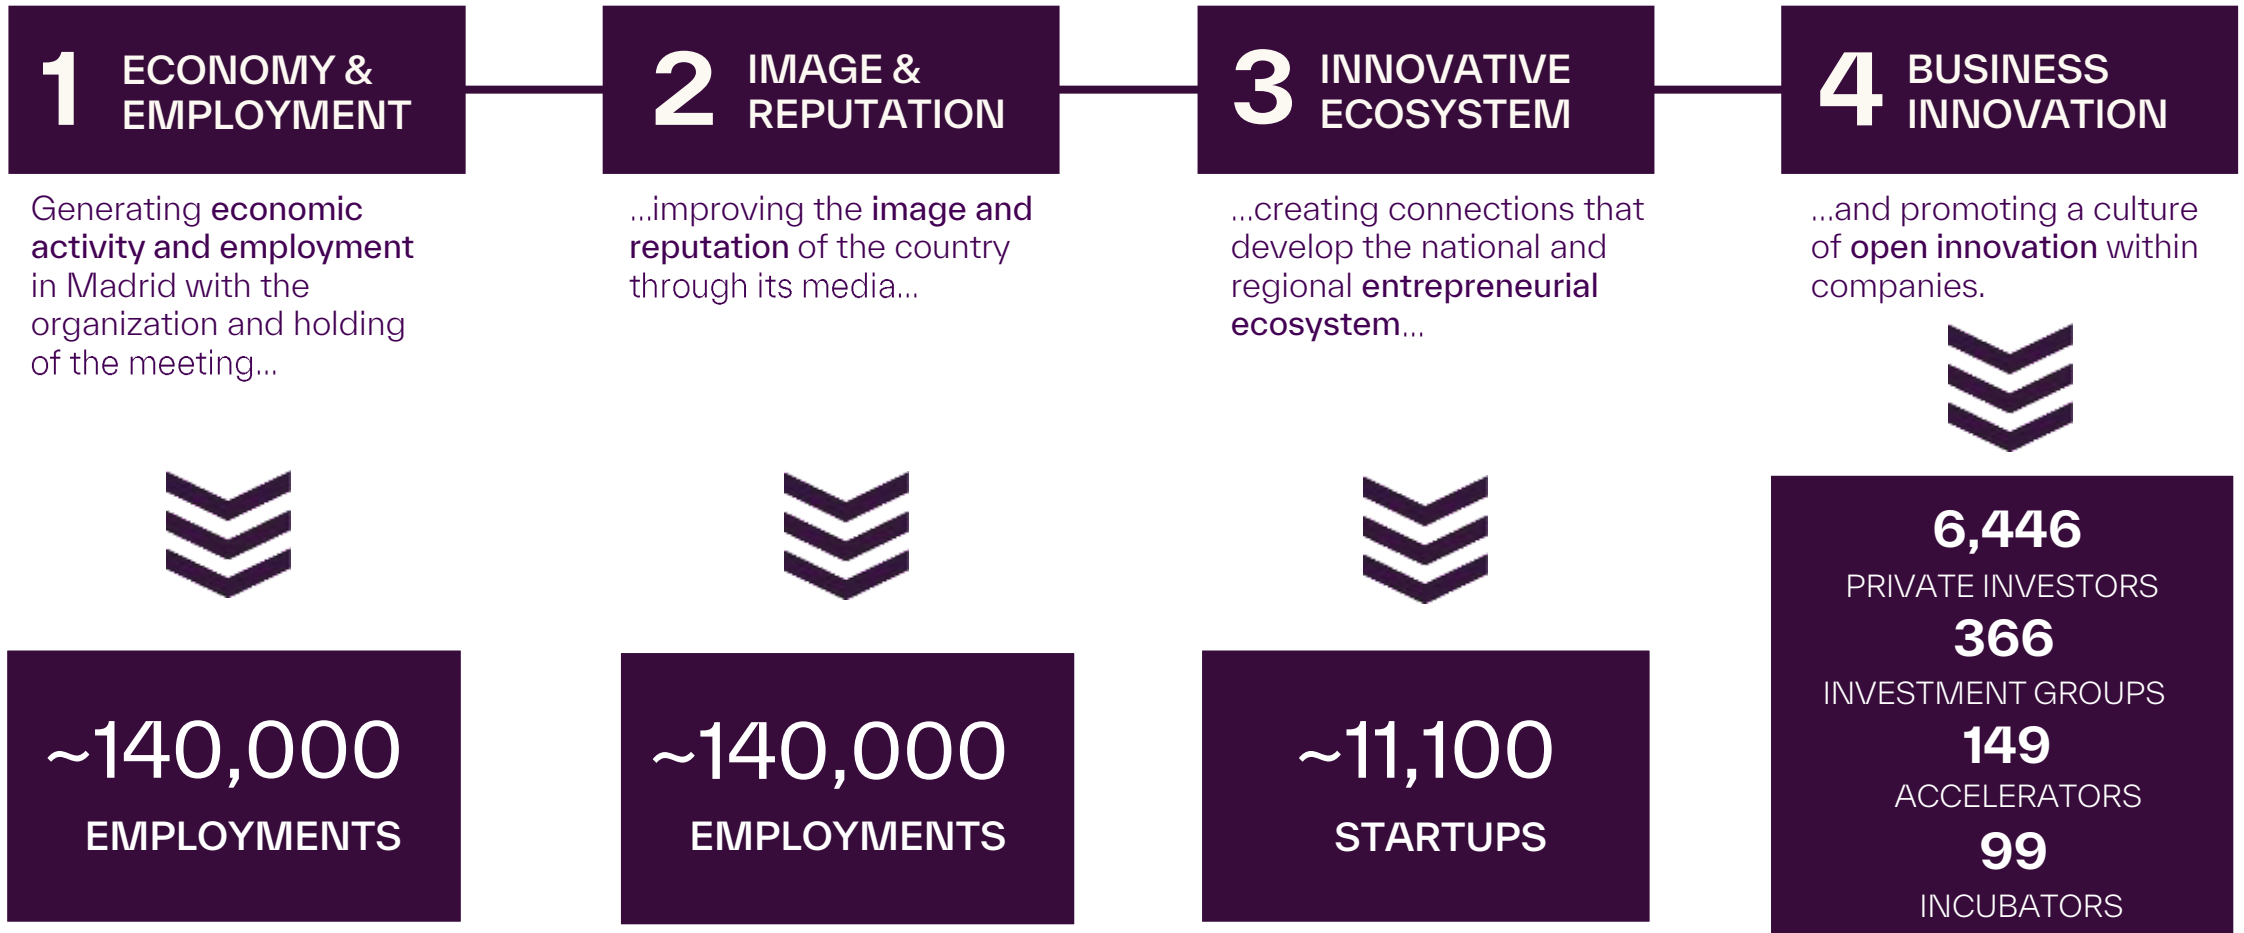 1 ECONOMY &
EMPLOYMENT
Generating economic
activity and employment
in Madrid with the
organization and holding
of the meeting...
~140,000
EMPLOYMENTS
2 IMAGE &
REPUTATION
...improving the image and
reputation of the country
through its media...
~140,000
EMPLOYMENTS
3 INNOVATIVE
ECOSYSTEM
...creating connections that
develop the national and
regional entrepreneurial
ecosystem...
~11,100
STARTUPS
4 BUSINESS
INNOVATION
...and promoting a culture
of open innovation within
companies.
6,446
PRIVATE INVESTORS
366
INVESTMENT GROUPS
149
ACCELERATORS
99
INCUBATORS